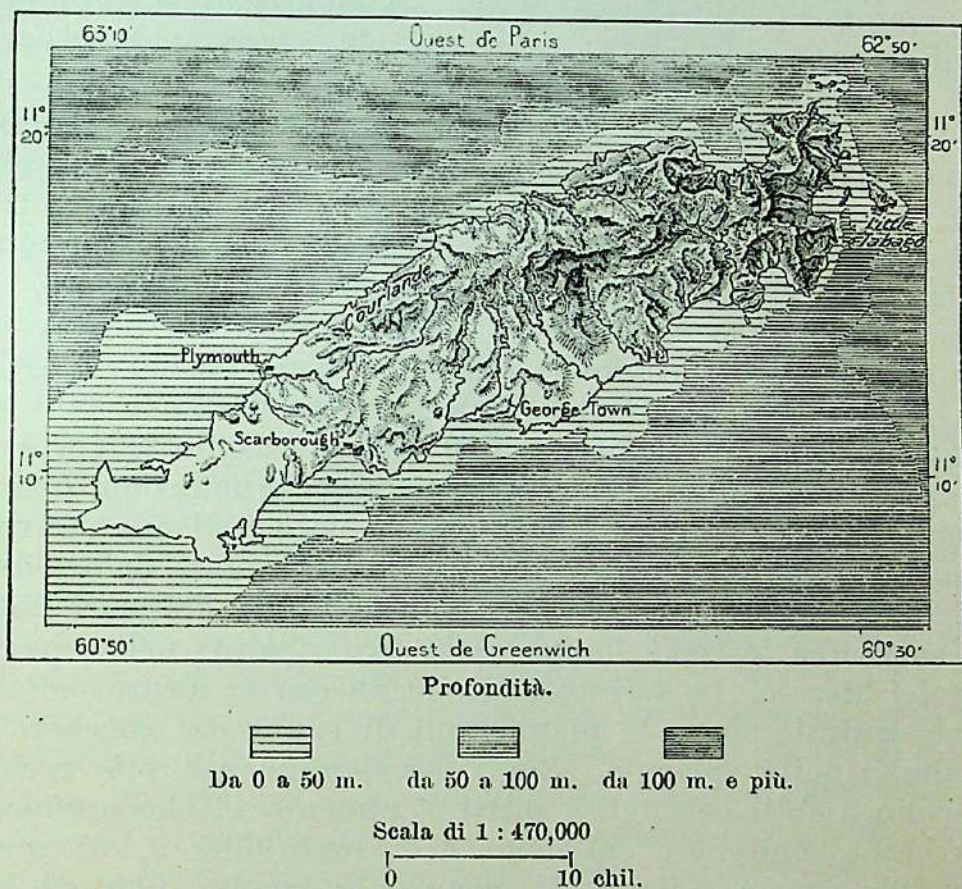 63°10' Ouest de Paris 62°50'
11° 20' 11° 20'
Little Tabago
Courlande
Plymouth
George Town
Scarborough
11° 10' 11° 10'
60°50' Ouest de Greenwich 60°30'
Profondità.
Da 0 a 50 m. da 50 a 100 m. da 100 m. e più.
Scala di 1 : 470,000
0 10 chil.